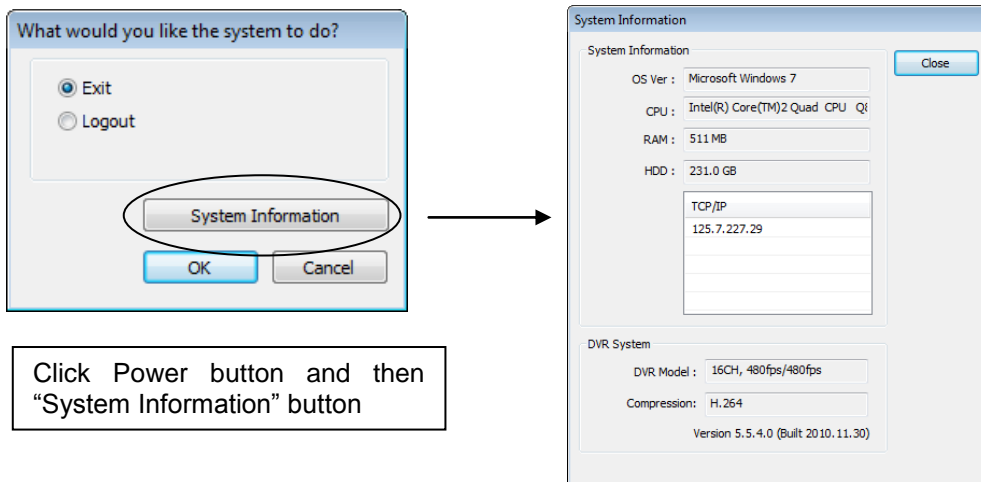 What would you like the system to do?
Exit
Logout
System Information
OK Cancel
Click Power button and then
“System Information” button
System Information
System Information
Close
OS Ver : Microsoft Windows 7
CPU : Intel(R) Core(TM)2 Quad CPU
RAM : 511 MB
HDD : 231.0 GB
TCP/IP
125.7.227.29
DVR System
DVR Model : 16CH, 480fps/480fps
Compression: H.264
Version 5.5.4.0 (Built 2010.11.30)